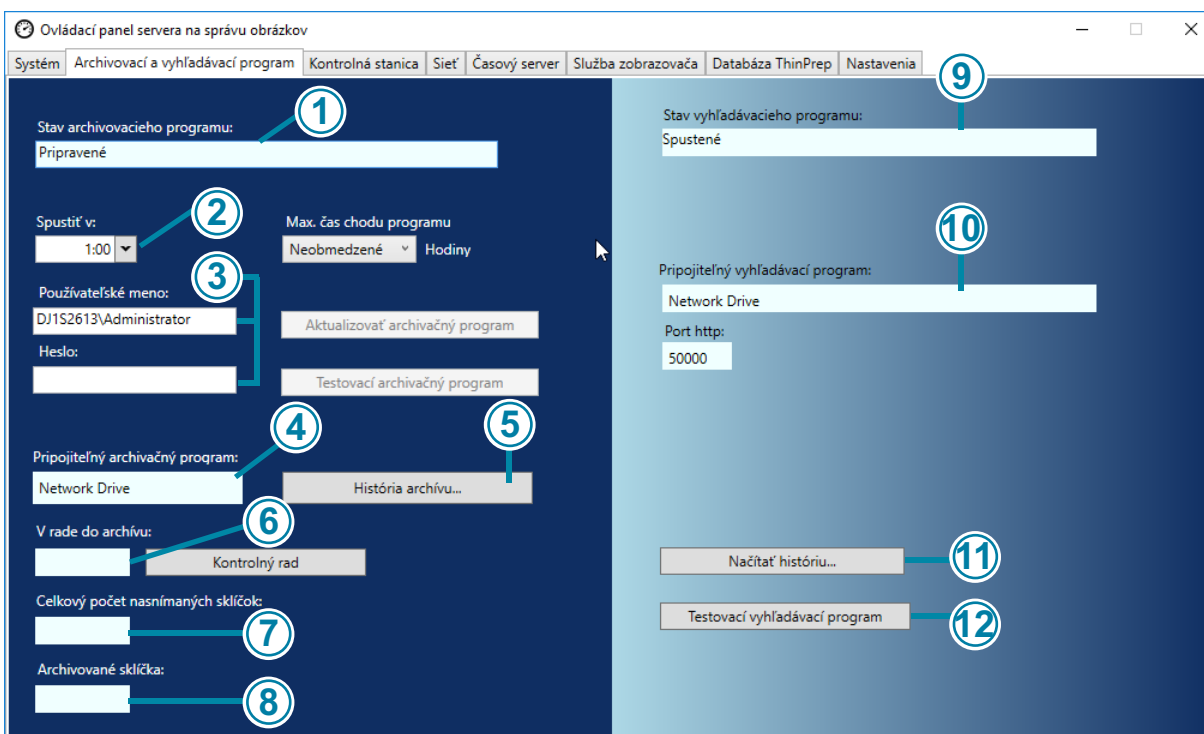 Ovládací panel servera na správu obrázkov
Systém Archivovací a vyhľadávací program Kontrolná stanica Sieť Časový server Služba zobrazovača Databáza ThinPrep Nastavenia
1
Stav archivovacieho programu:
Pripravené
2
Spustiť v:
1:00
Max. čas chodu programu
Neobmedzené Hodiny
3
Používateľské meno:
DJ1S2613\Administrator
Aktualizovať archivačný program
Heslo:
Testovací archivačný program
4
5
Pripojiteľný archivačný program:
Network Drive
História archívu...
6
V rade do archívu:
Kontrolný rad
Celkový počet nasnímaných sklíčok:
7
Archivované sklíčka:
8
9
Stav vyhľadávacieho programu:
Spustené
10
Pripojiteľný vyhľadávací program:
Network Drive
Port http:
50000
Načítať históriu...
11
Testovací vyhľadávací program
12